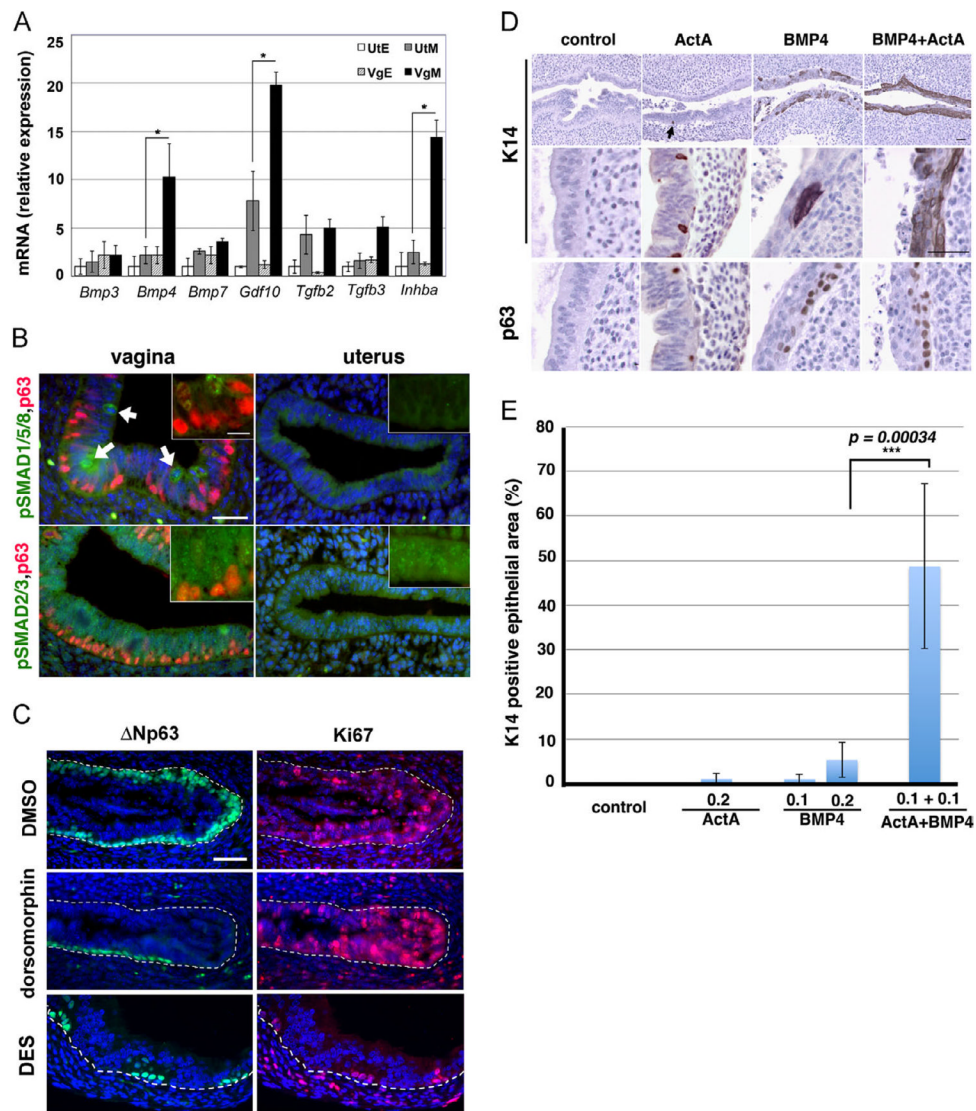 A
25
20
15
10
5
0
mRNA (relative expression)
UtE UtM
VgE VgM
*
*
*
Bmp3 Bmp4 Bmp7 Gdf10 Tgfb2 Tgfb3 Inhba
B
vagina uterus
pSMAD1/5/8,p63
pSMAD2/3,p63
C
ΔNp63 Ki67
DMSO
dorsomorphin
DES
D
control ActA BMP4 BMP4+ActA
K14
p63
E
80
70
60
50
40
30
20
10
0
K14 positive epithelial area (%)
p = 0.00034
***
control
0.2 0.1 0.2 0.1 + 0.1
ActA BMP4 ActA+BMP4